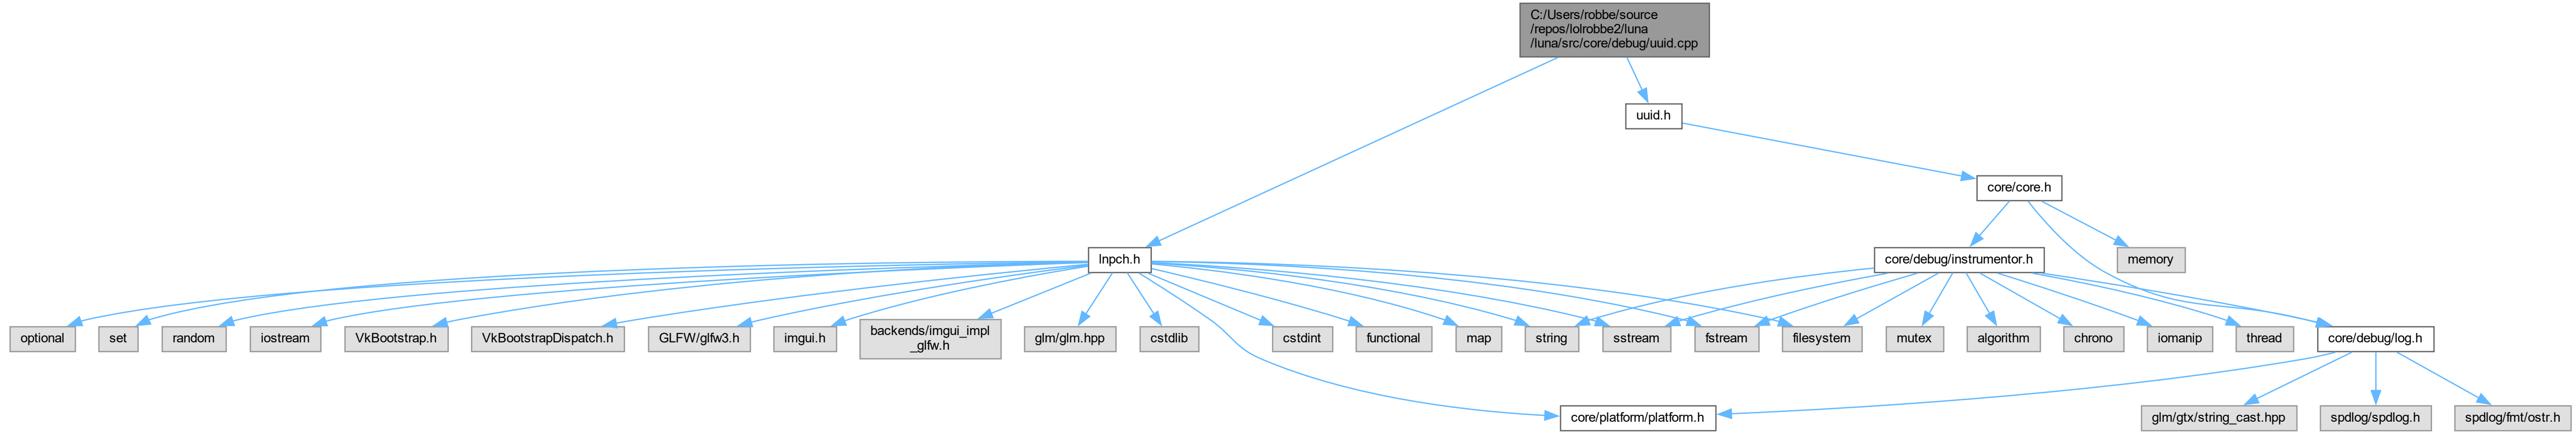 C:/Users/robbe/source
/repos/lolrobbe2/luna
/luna/src/core/debug/uuid.cpp
uuid.h
core/core.h
lnpch.h
core/debug/instrumentor.h
memory
optional
set
random
iostream
VkBootstrap.h
VkBootstrapDispatch.h
GLFW/glfw3.h
imgui.h
backends/imgui_impl
_glfw.h
glm/glm.hpp
cstdlib
cstdint
functional
map
string
sstream
fstream
filesystem
mutex
algorithm
chrono
iomanip
thread
core/debug/log.h
core/platform/platform.h
glm/gtx/string_cast.hpp
spdlog/spdlog.h
spdlog/fmt/ostr.h